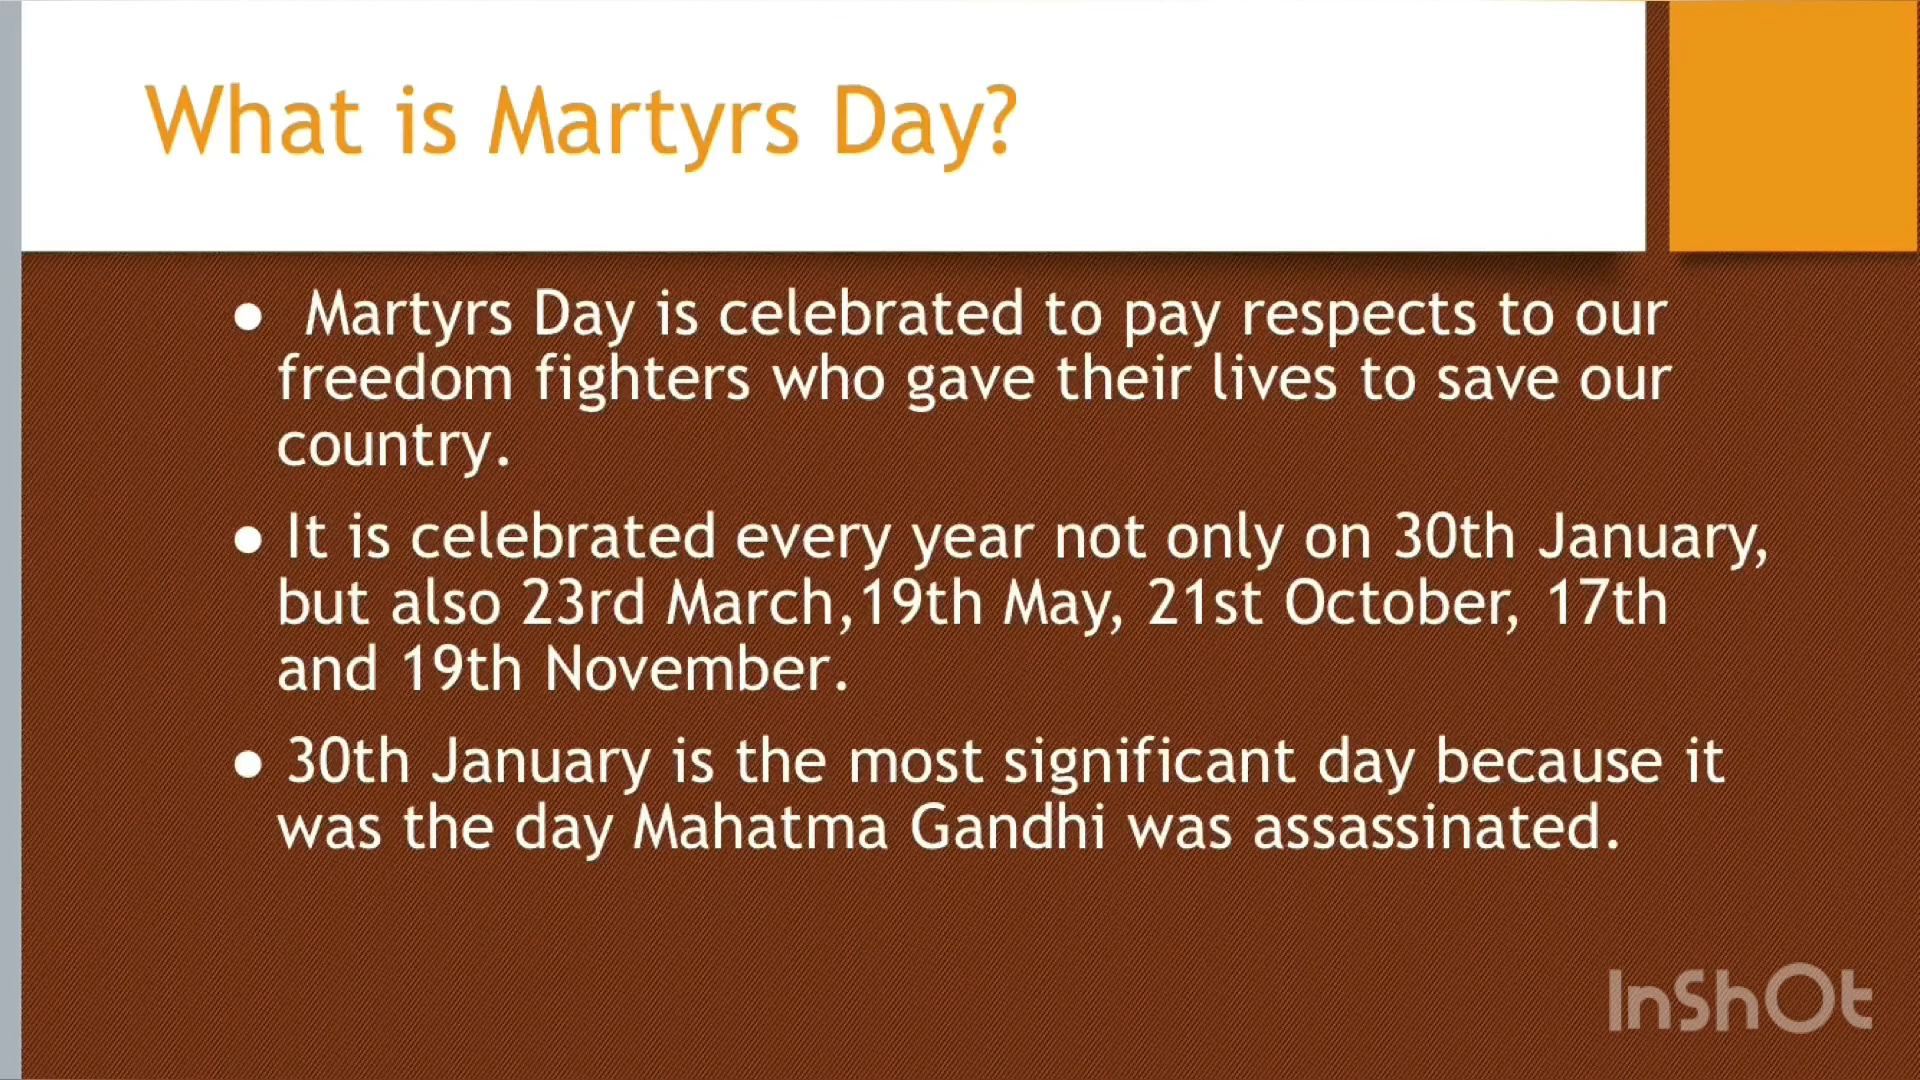 What is Martyrs Day?
● Martyrs Day is celebrated to pay respects to our
freedom fighters who gave their lives to save our
country.
● It is celebrated every year not only on 30th January,
but also 23rd March,19th May, 21st October, 17th
and 19th November.
● 30th January is the most significant day because it
was the day Mahatma Gandhi was assassinated.
InShOt